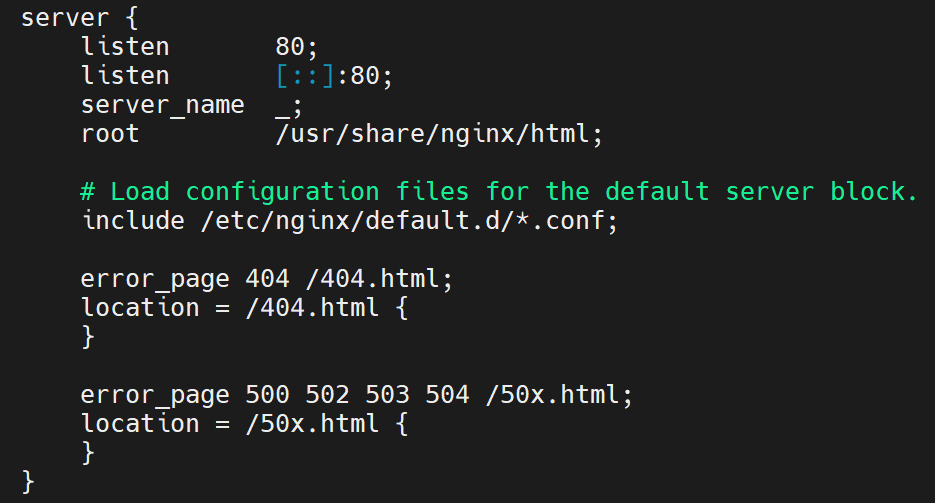 server {
    listen       80;
    listen       [::]:80;
    server_name  _;
    root         /usr/share/nginx/html;

    # Load configuration files for the default server block.
    include /etc/nginx/default.d/*.conf;

    error_page 404 /404.html;
    location = /404.html {
    }

    error_page 500 502 503 504 /50x.html;
    location = /50x.html {
    }
}